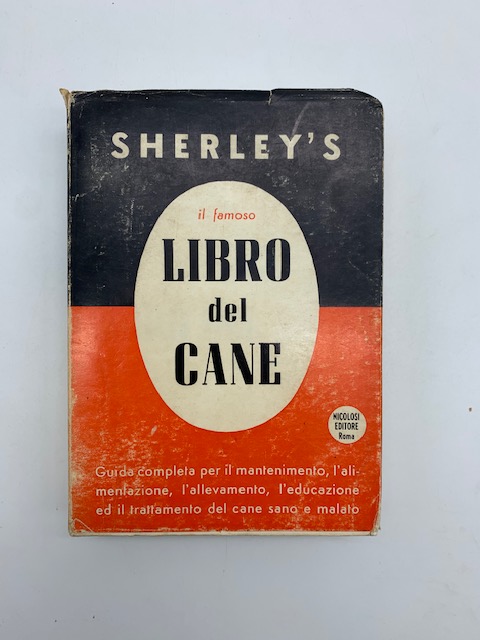 SHERLEY'S
il famoso
LIBRO
del
CANE
NICOLOSI
EDITORE
Roma
Guida completa per il mantenimento, l'ali-
mentazione, l'allevamento, l'educazione
ed il trattamento del cane sano e malato